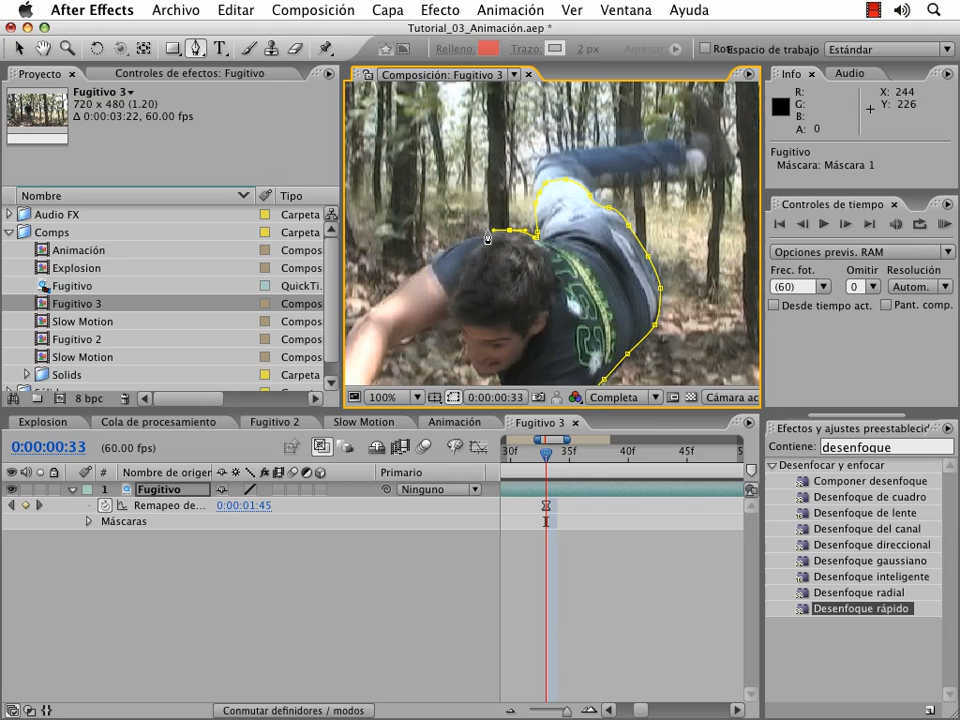 After Effects Archivo Editar Composición Capa Efecto Animación Ver Ventana Ayuda
Tutorial_03_Animación.aep *
Relleno: Trazo: 2 px Agregar: Rot Espacio de trabajo Estándar
Proyecto Controles de efectos: Fugitivo
Fugitivo 3
720 x 480 (1.20)
Δ 0:00:03:22, 60.00 fps
Nombre Tipo
Audio FX Carpeta
Comps Carpeta
Animación Compos
Explosion Compos
Fugitivo QuickTi.
Fugitivo 3 Compos
Slow Motion Compos
Fugitivo 2 Compos
Slow Motion Compos
Solids Carpeta
8 bpc
Composición: Fugitivo 3
100% 0:00:00:33 Completa Cámara ac
Info Audio
R:
G:
B:
A: 0
X: 244
Y: 226
Fugitivo
Máscara: Máscara 1
Controles de tiempo
Opciones previs. RAM
Frec. fot. Omitir Resolución
(60) 0 Autom.
Desde tiempo act. Pant. comp.
Efectos y ajustes preestableci
Contiene: desenfoque
Desenfocar y enfocar
Componer desenfoque
Desenfoque de cuadro
Desenfoque de lente
Desenfoque del canal
Desenfoque direccional
Desenfoque gaussiano
Desenfoque inteligente
Desenfoque radial
Desenfoque rápido
Explosion Cola de procesamiento Fugitivo 2 Slow Motion Animación Fugitivo 3
0:00:00:33 (60.00 fps)
30f 35f 40f 45f 5
# Nombre de origen Primario
1 Fugitivo Ninguno
Remapeo de... 0:00:01:45
Máscaras
Conmutar definidores / modos